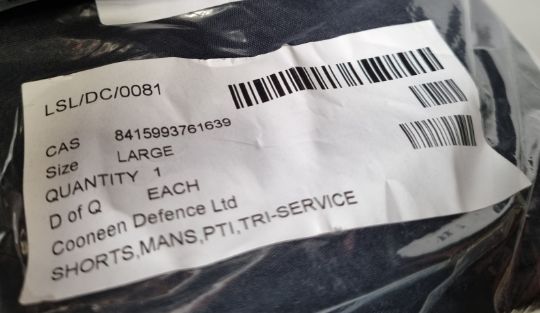 LSL/DC/0081
CAS 8415993761639
Size LARGE
QUANTITY 1
D of Q EACH
Cooneen Defence Ltd
SHORTS,MANS,PTI,TRI-SERVICE